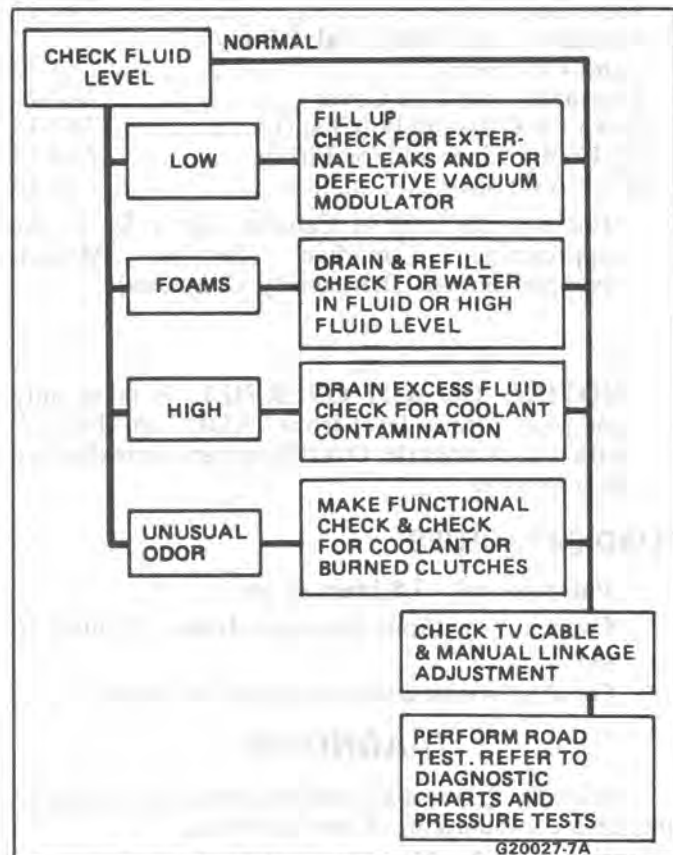 CHECK FLUID
LEVEL
NORMAL
LOW
FILL UP
CHECK FOR EXTER-
NAL LEAKS AND FOR
DEFECTIVE VACUUM
MODULATOR
FOAMS
DRAIN & REFILL
CHECK FOR WATER
IN FLUID OR HIGH
FLUID LEVEL
HIGH
DRAIN EXCESS FLUID
CHECK FOR COOLANT
CONTAMINATION
UNUSUAL
ODOR
MAKE FUNCTIONAL
CHECK & CHECK
FOR COOLANT OR
BURNED CLUTCHES
CHECK TV CABLE
& MANUAL LINKAGE
ADJUSTMENT
PERFORM ROAD
TEST. REFER TO
DIAGNOSTIC
CHARTS AND
PRESSURE TESTS
G20027-7A